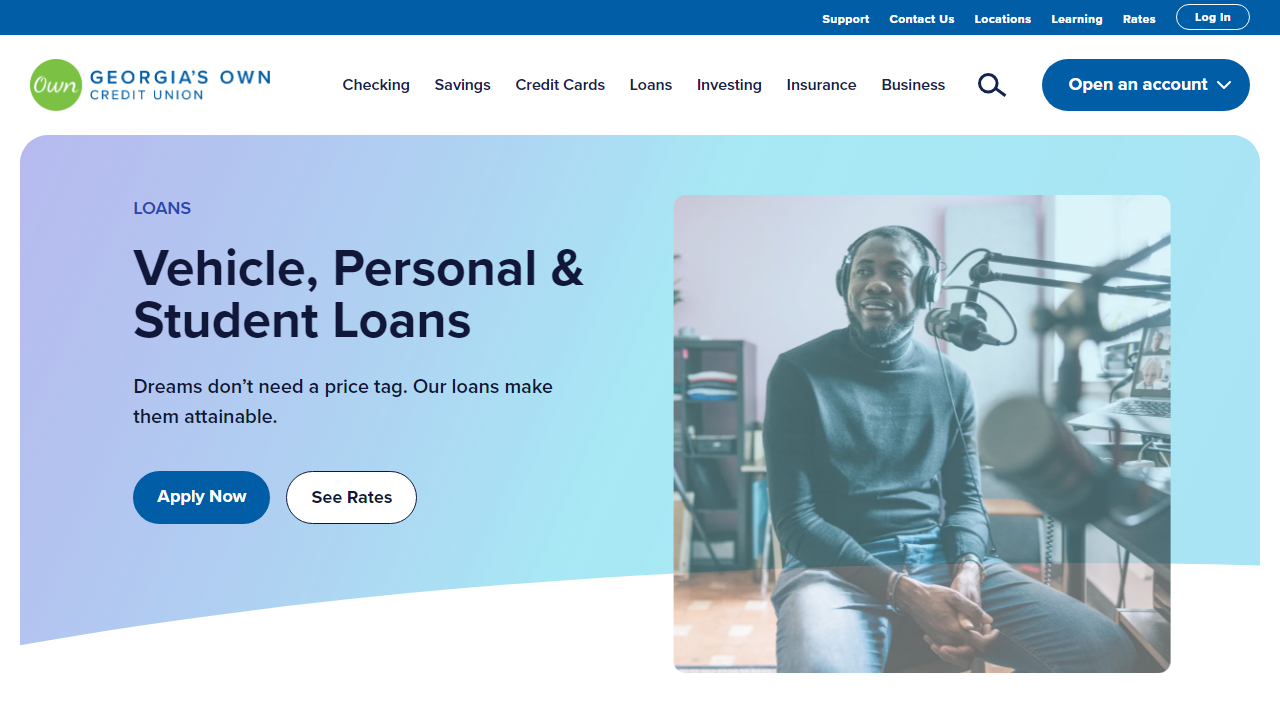 Support Contact Us Locations Learning Rates Log In
Own GEORGIA'S OWN
CREDIT UNION
Checking Savings Credit Cards Loans Investing Insurance Business Open an account
LOANS
Vehicle, Personal &
Student Loans
Dreams don’t need a price tag. Our loans make
them attainable.
Apply Now See Rates